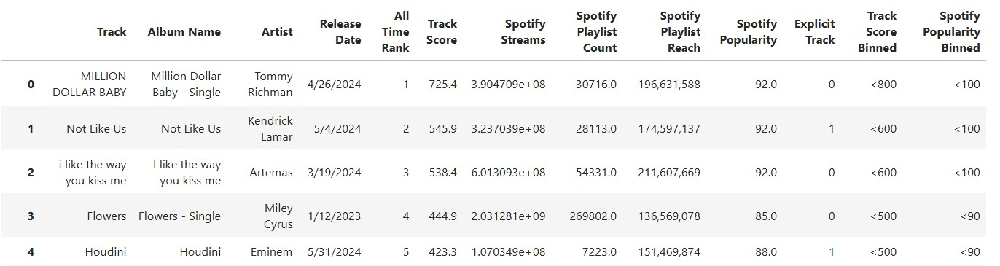 Track Album Name Artist Release Date All Time Rank Track Score Spotify Streams Spotify Playlist Count Spotify Playlist Reach Spotify Popularity Explicit Track Track Score Binned Spotify Popularity Binned
0 MILLION DOLLAR BABY Million Dollar Baby - Single Tommy Richman 4/26/2024 1 725.4 3.904709e+08 30716.0 196,631,588 92.0 0 <800 <100
1 Not Like Us Not Like Us Kendrick Lamar 5/4/2024 2 545.9 3.237039e+08 28113.0 174,597,137 92.0 1 <600 <100
2 i like the way you kiss me I like the way you kiss me Artemas 3/19/2024 3 538.4 6.013093e+08 54331.0 211,607,669 92.0 0 <600 <100
3 Flowers Flowers - Single Miley Cyrus 1/12/2023 4 444.9 2.031281e+09 269802.0 136,569,078 85.0 0 <500 <90
4 Houdini Houdini Eminem 5/31/2024 5 423.3 1.070349e+08 7223.0 151,469,874 88.0 1 <500 <90